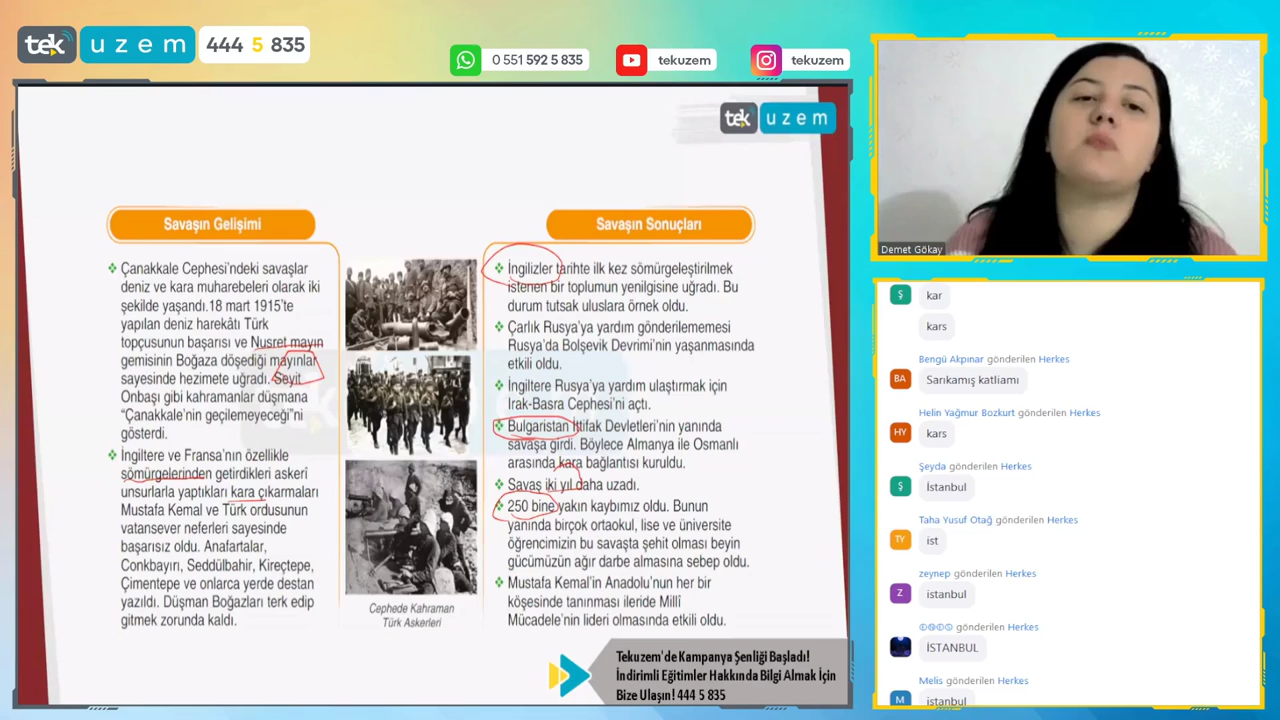 tek uzem 444 5 835
0 551 592 5 835
tekuzem
tekuzem
tek uzem
Savaşın Gelişimi
Çanakkale Cephesi'ndeki savaşlar
deniz ve kara muharebeleri olarak iki
şekilde yaşandı.18 mart 1915'te
yapılan deniz harekâtı Türk
topçusunun başarısı ve Nusret mayın
gemisinin Boğaza döşediği mayınlar
sayesinde hezimete uğradı. Seyit
Onbaşı gibi kahramanlar düşmana
“Çanakkale'nin geçilemeyeceği”ni
gösterdi.
İngiltere ve Fransa'nın özellikle
sömürgelerinden getirdikleri askerî
unsurlarla yaptıkları kara çıkarmaları
Mustafa Kemal ve Türk ordusunun
vatansever neferleri sayesinde
başarısız oldu. Anafartalar,
Conkbayırı, Seddülbahir, Kireçtepe,
Çimentepe ve onlarca yerde destan
yazıldı. Düşman Boğazları terk edip
gitmek zorunda kaldı.
Cephede Kahraman
Türk Askerleri
Savaşın Sonuçları
İngilizler tarihte ilk kez sömürgeleştirilmek
istenen bir toplumun yenilgisine uğradı. Bu
durum tutsak uluslara örnek oldu.
Çarlık Rusya'ya yardım gönderilememesi
Rusya'da Bolşevik Devrimi'nin yaşanmasında
etkili oldu.
İngiltere Rusya'ya yardım ulaştırmak için
Irak-Basra Cephesi'ni açtı.
Bulgaristan İttifak Devletleri'nin yanında
savaşa girdi. Böylece Almanya ile Osmanlı
arasında kara bağlantısı kuruldu.
Savaş iki yıl daha uzadı.
250 bine yakın kaybımız oldu. Bunun
yanında birçok ortaokul, lise ve üniversite
öğrencimizin bu savaşta şehit olması beyin
gücümüzün ağır darbe almasına sebep oldu.
Mustafa Kemal'in Anadolu'nun her bir
köşesinde tanınması ileride Millî
Mücadele'nin lideri olmasında etkili oldu.
Tekuzem'de Kampanya Şenliği Başladı!
İndirimli Eğitimler Hakkında Bilgi Almak İçin
Bize Ulaşın! 444 5 835
Demet Gökay
Ş kar
kars
Bengü Akpınar gönderilen Herkes
BA Sarıkamış katliamı
Helin Yağmur Bozkurt gönderilen Herkes
HY kars
Şeyda gönderilen Herkes
Ş İstanbul
Taha Yusuf Otağ gönderilen Herkes
TY ist
zeynep gönderilen Herkes
Z istanbul
gönderilen Herkes
İSTANBUL
Melis gönderilen Herkes
M istanbul